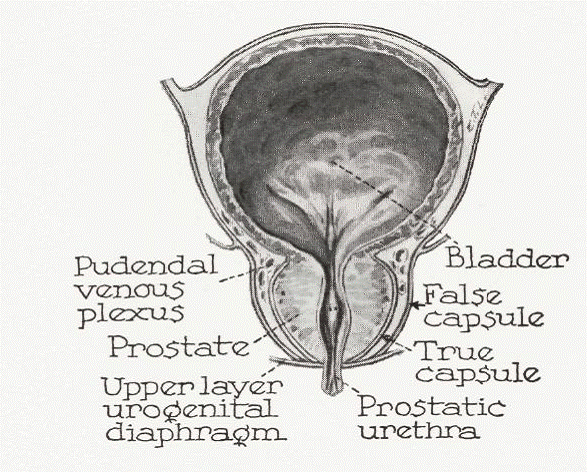 Pudendal
venous
plexus
Prostate
Upper layer
urogenital
diaphragm
Bladder
False
capsule
True
capsule
Prostatic
urethra